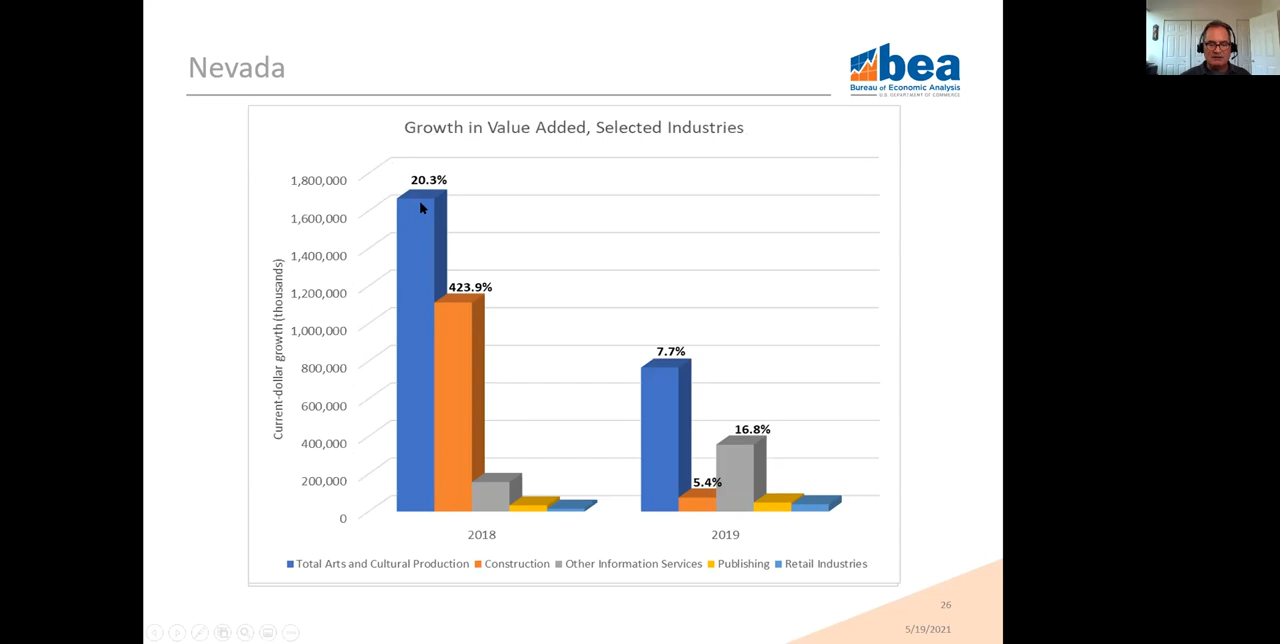 Nevada
bea
Bureau of Economic Analysis
U.S. DEPARTMENT OF COMMERCE
Growth in Value Added, Selected Industries
Current-dollar growth (thousands)
1,800,000
1,600,000
1,400,000
1,200,000
1,000,000
800,000
600,000
400,000
200,000
0
20.3%
423.9%
7.7%
5.4%
16.8%
2018
2019
Total Arts and Cultural Production
Construction
Other Information Services
Publishing
Retail Industries
26
5/19/2021